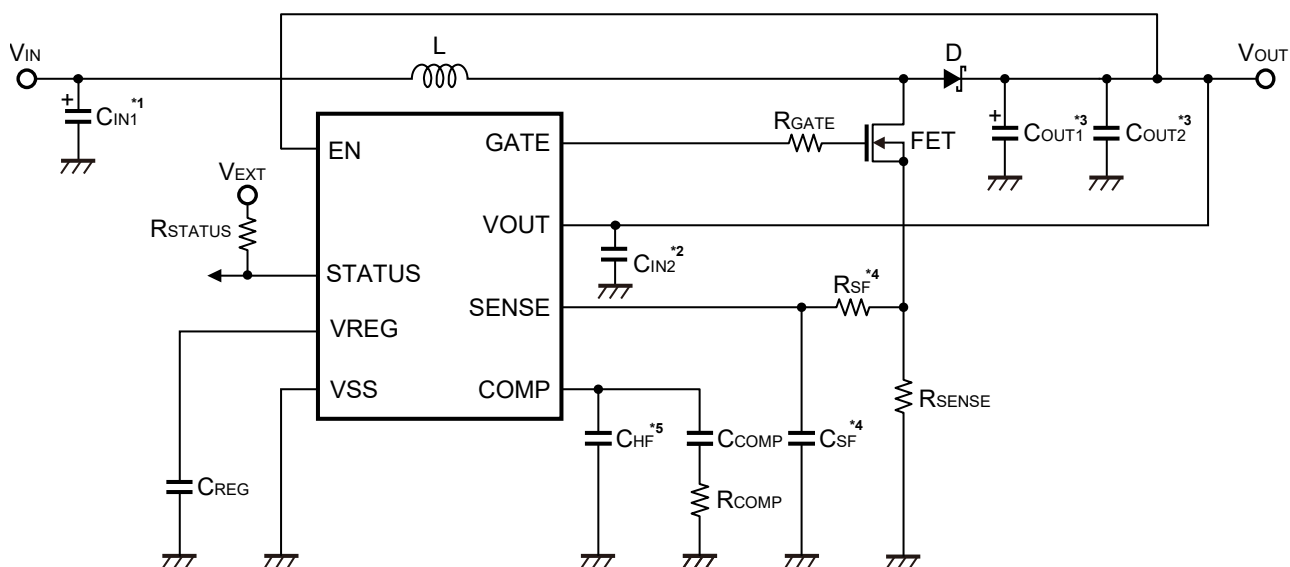 L
D
VIN
VOUT
+
CIN1*1
RGATE
FET
+
COUT1*3
COUT2*3
EN
GATE
VEXT
RSTATUS
VOUT
CIN2*2
STATUS
RSF*4
SENSE
VREG
VSS
COMP
RSENSE
CHF*5
CCOMP
CSF*4
CREG
RCOMP